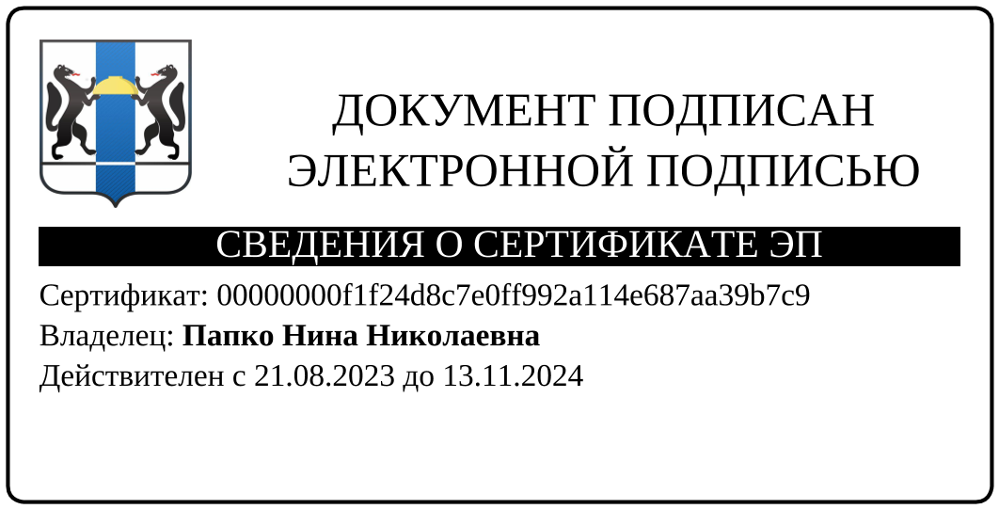 ДОКУМЕНТ ПОДПИСАН
ЭЛЕКТРОННОЙ ПОДПИСЬЮ
СВЕДЕНИЯ О СЕРТИФИКАТЕ ЭП
Сертификат: 00000000f1f24d8c7e0ff992a114e687aa39b7c9
Владелец: Папко Нина Николаевна
Действителен с 21.08.2023 до 13.11.2024